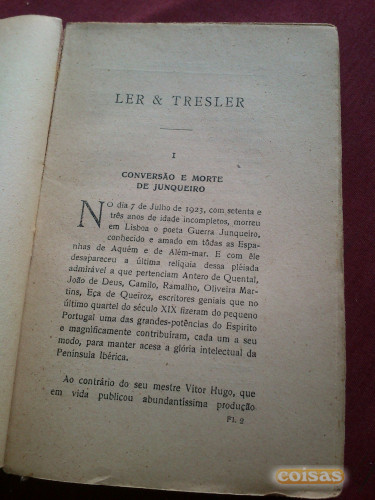 LER & TRESLER
I
CONVERSÃO E MORTE
DE JUNQUEIRO
NO dia 7 de Julho de 1923, com setenta e
três anos de idade incompletos, morreu
em Lisboa o poeta Guerra Junqueiro,
conhecido e amado em tôdas as Espa-
nhas de Aquêm e de Além-mar. E com êle
desapareceu a última relíquia dessa plêiada
admirável a que pertenciam Antero de Quental,
João de Deus, Camilo, Ramalho, Oliveira Mar-
tins, Eça de Queiroz, escritores geniais que no
último quartel do século XIX fizeram do pequeno
Portugal uma das grandes-potências do Espírito
e magnificamente contribuíram, cada um a seu
modo, para manter acesa a glória intelectual da
Península Ibérica.
Ao contrário do seu mestre Vítor Hugo, que
em vida publicou abundantíssima produção
Fl. 2
coisas